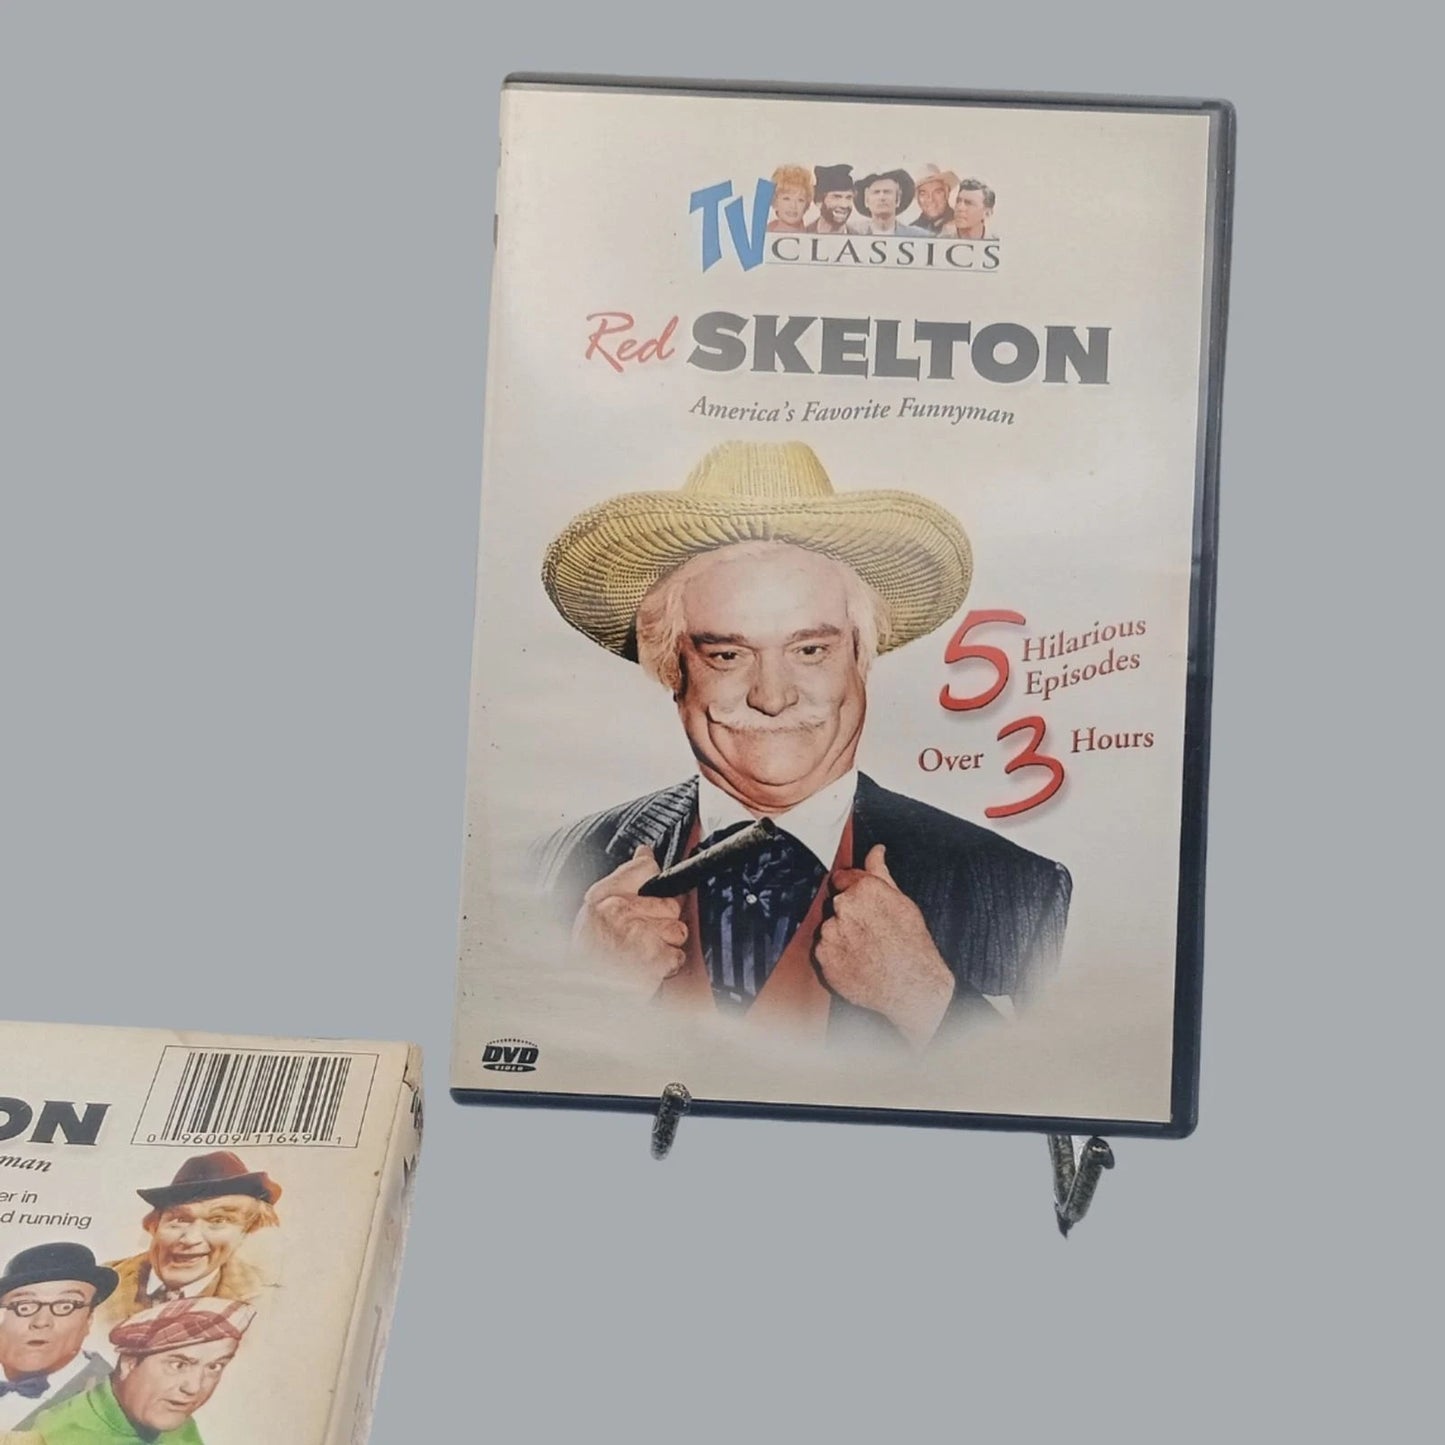 TV CLASSICS
Red SKELTON
America's Favorite Funnyman
5 Hilarious
Episodes
Over 3 Hours
DVD
VIDEO
0 96009 11649 1
ON
man
er in
d running